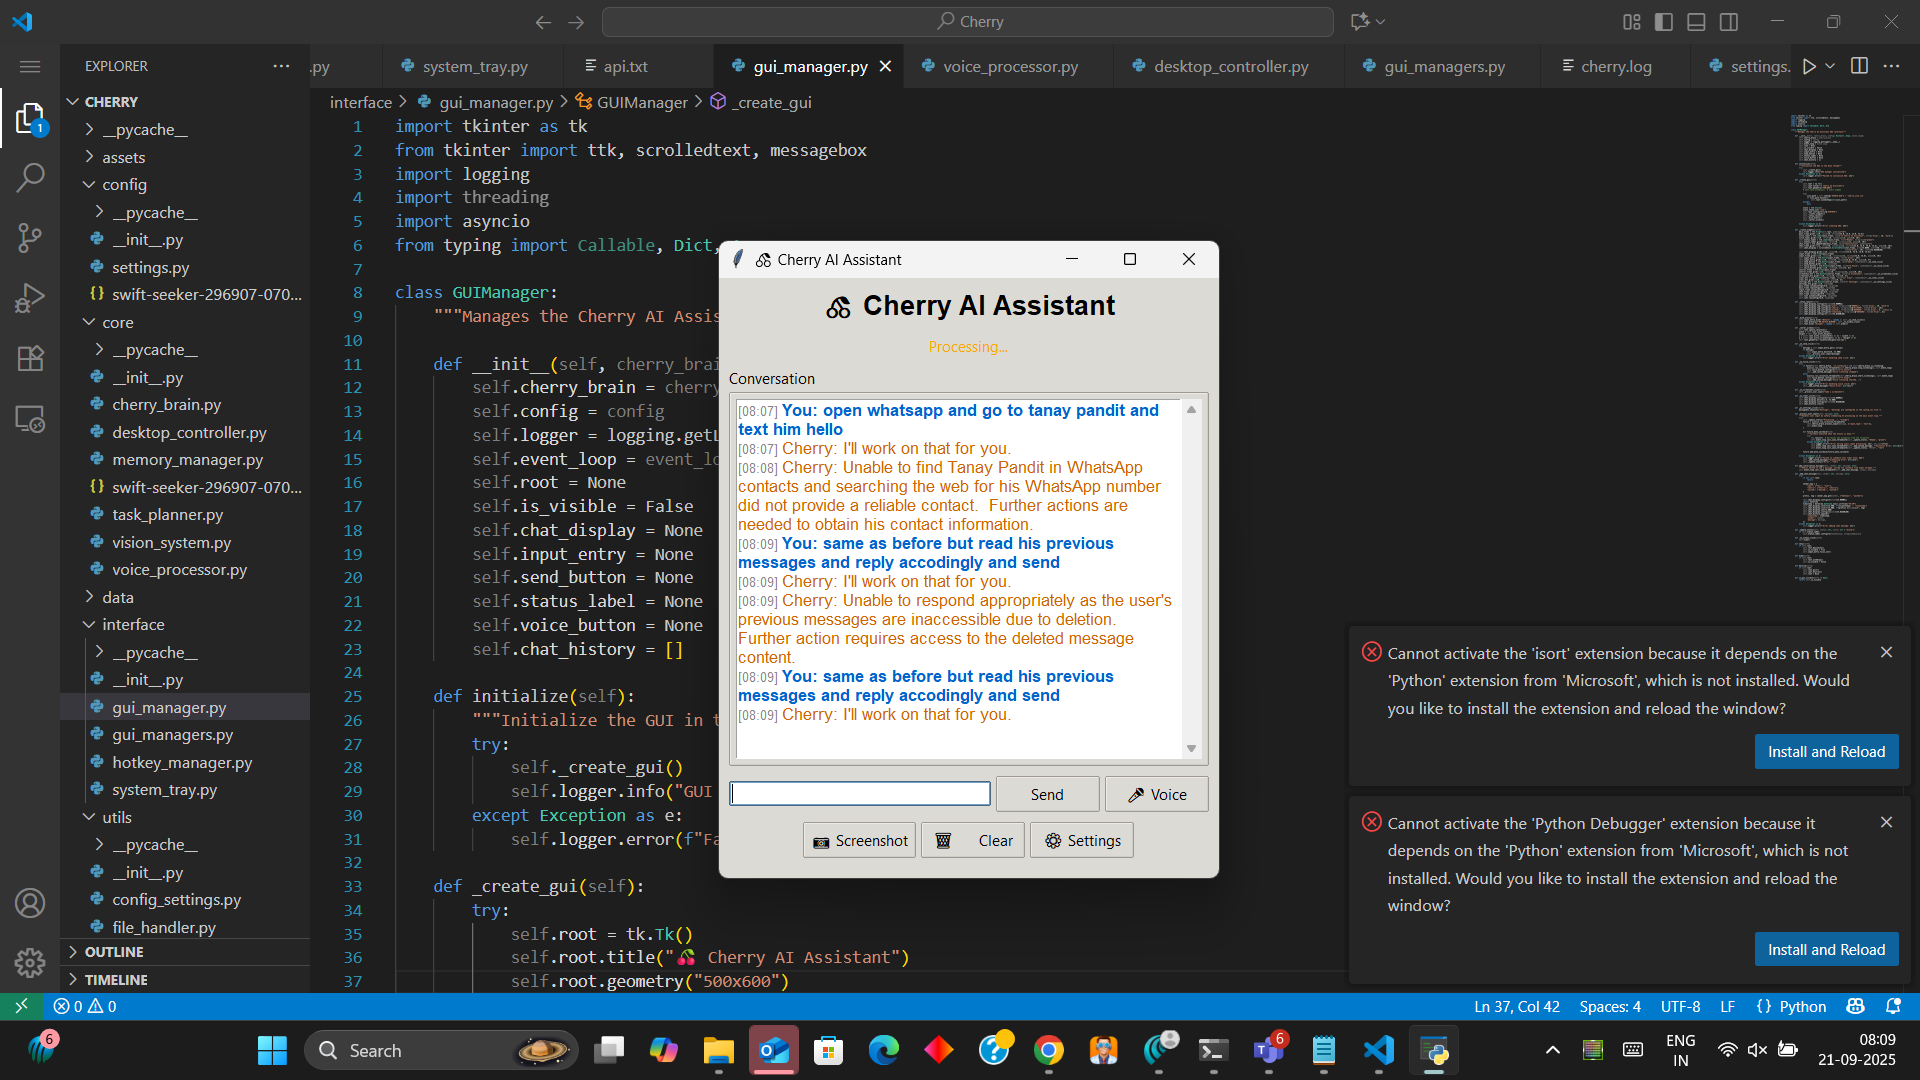 Cherry
EXPLORER
.py
system_tray.py
api.txt
gui_manager.py
voice_processor.py
desktop_controller.py
gui_managers.py
cherry.log
settings.
CHERRY
__pycache__
assets
config
__pycache__
__init__.py
settings.py
swift-seeker-296907-070...
core
__pycache__
__init__.py
cherry_brain.py
desktop_controller.py
memory_manager.py
swift-seeker-296907-070...
task_planner.py
vision_system.py
voice_processor.py
data
interface
__pycache__
__init__.py
gui_manager.py
gui_managers.py
hotkey_manager.py
system_tray.py
utils
__pycache__
__init__.py
config_settings.py
file_handler.py
OUTLINE
TIMELINE
1
interface > gui_manager.py > GUIManager > _create_gui
1 import tkinter as tk
2 from tkinter import ttk, scrolledtext, messagebox
3 import logging
4 import threading
5 import asyncio
6 from typing import Callable, Dict,
7
8 class GUIManager:
9 """Manages the Cherry AI Assis
10
11 def __init__(self, cherry_brai
12 self.cherry_brain = cherry
13 self.config = config
14 self.logger = logging.getL
15 self.event_loop = event_lo
16 self.root = None
17 self.is_visible = False
18 self.chat_display = None
19 self.input_entry = None
20 self.send_button = None
21 self.status_label = None
22 self.voice_button = None
23 self.chat_history = []
24
25 def initialize(self):
26 """Initialize the GUI in t
27 try:
28 self._create_gui()
29 self.logger.info("GUI
30 except Exception as e:
31 self.logger.error(f"Fa
32
33 def _create_gui(self):
34 try:
35 self.root = tk.Tk()
36 self.root.title("🍒 Cherry AI Assistant")
37 self.root.geometry("500x600")
Cherry AI Assistant
Cherry AI Assistant
Processing...
Conversation
[08:07] You: open whatsapp and go to tanay pandit and
text him hello
[08:07] Cherry: I'll work on that for you.
[08:08] Cherry: Unable to find Tanay Pandit in WhatsApp
contacts and searching the web for his WhatsApp number
did not provide a reliable contact.  Further actions are
needed to obtain his contact information.
[08:09] You: same as before but read his previous
messages and reply accodingly and send
[08:09] Cherry: I'll work on that for you.
[08:09] Cherry: Unable to respond appropriately as the user's
previous messages are inaccessible due to deletion.
Further action requires access to the deleted message
content.
[08:09] You: same as before but read his previous
messages and reply accodingly and send
[08:09] Cherry: I'll work on that for you.
Send
Voice
Screenshot
Clear
Settings
Cannot activate the 'isort' extension because it depends on the
'Python' extension from 'Microsoft', which is not installed. Would
you like to install the extension and reload the window?
Install and Reload
Cannot activate the 'Python Debugger' extension because it
depends on the 'Python' extension from 'Microsoft', which is not
installed. Would you like to install the extension and reload the
window?
Install and Reload
0 0
Ln 37, Col 42
Spaces: 4
UTF-8
LF
Python
6
Search
6
ENG
IN
08:09
21-09-2025